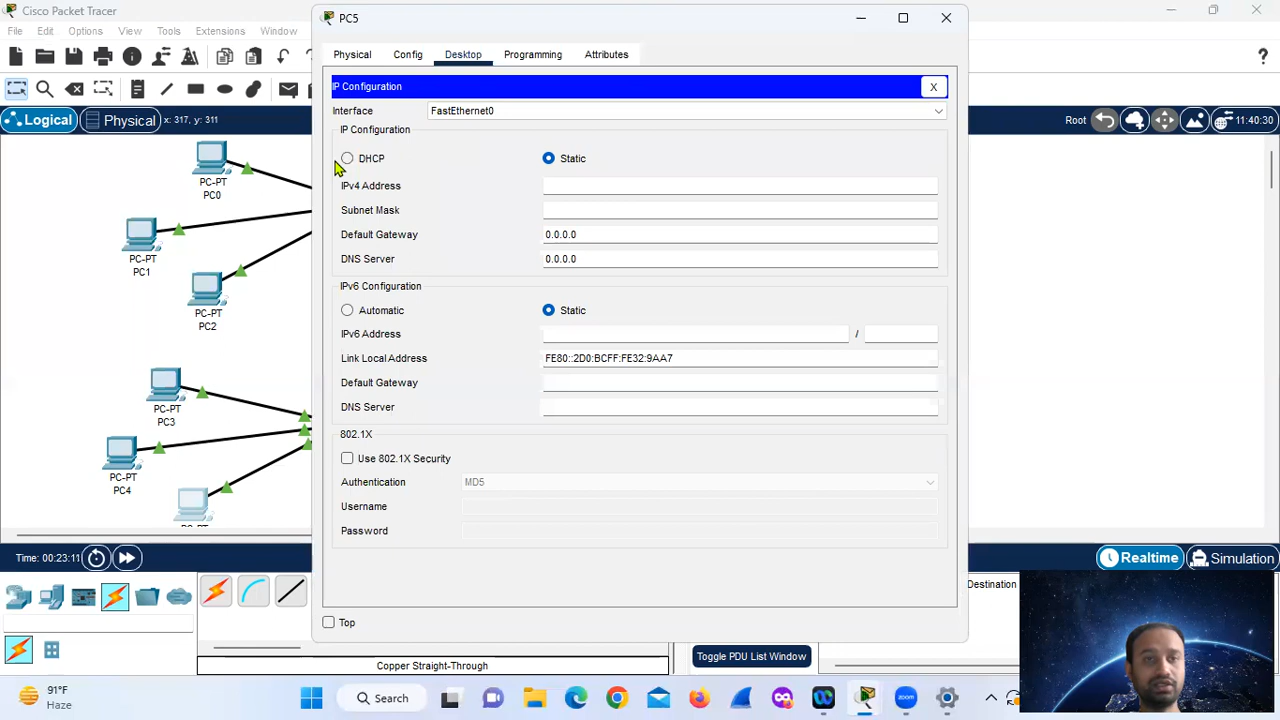 Cisco Packet Tracer
PC5
File Edit Options View Tools Extensions Window
Physical Config Desktop Programming Attributes
IP Configuration X
Interface FastEthernet0
IP Configuration
DHCP Static
IPv4 Address
Subnet Mask
Default Gateway 0.0.0.0
DNS Server 0.0.0.0
IPv6 Configuration
Automatic Static
IPv6 Address /
Link Local Address FE80::2D0:BCFF:FE32:9AA7
Default Gateway
DNS Server
802.1X
Use 802.1X Security
Authentication MD5
Username
Password
Top
Logical Physical x: 317, y: 311
Root 11:40:30
PC-PT
PC0
PC-PT
PC1
PC-PT
PC2
PC-PT
PC3
PC-PT
PC4
PC-PT
Time: 00:23:11
Realtime Simulation
Destination
Copper Straight-Through
Toggle PDU List Window
91°F
Haze
Search
zoom